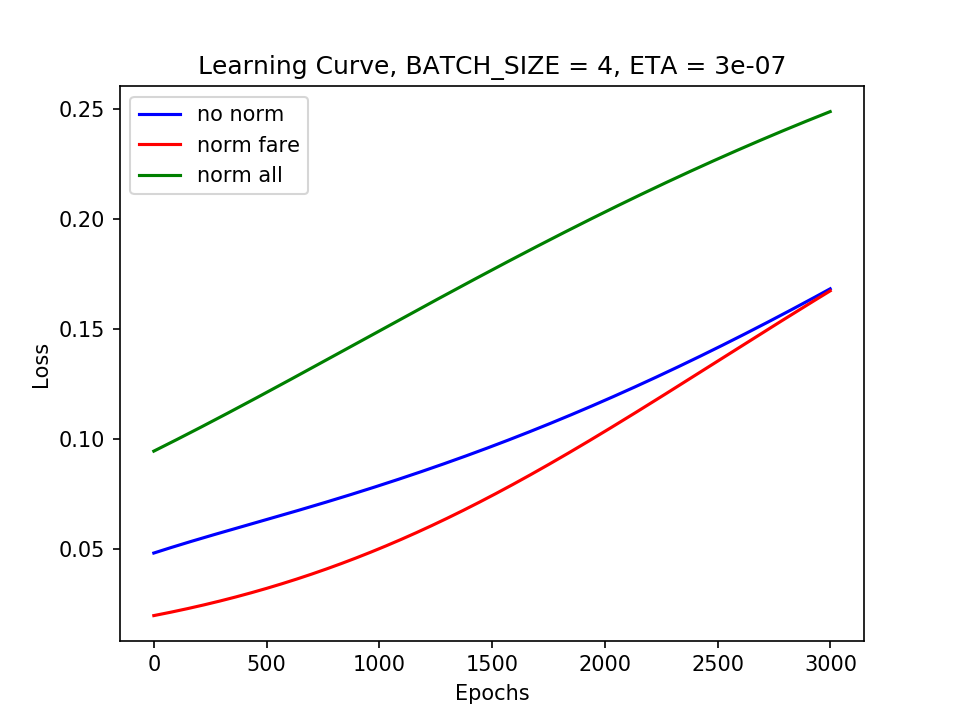 Learning Curve, BATCH_SIZE = 4, ETA = 3e-07
no norm
norm fare
norm all
0.25
0.20
0.15
0.10
0.05
Loss
0 500 1000 1500 2000 2500 3000
Epochs